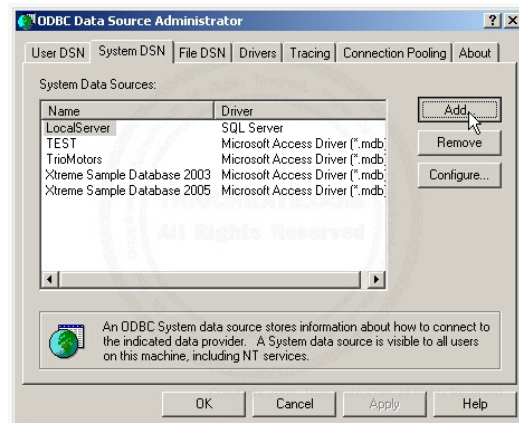 ODBC Data Source Administrator
User DSN System DSN File DSN Drivers Tracing Connection Pooling About
System Data Sources:
Name Driver
LocalServer SQL Server
TEST Microsoft Access Driver (*.mdb
TrioMotors Microsoft Access Driver (*.mdb
Xtreme Sample Database 2003 Microsoft Access Driver (*.mdb
Xtreme Sample Database 2005 Microsoft Access Driver (*.mdb
Add...
Remove
Configure...
All Rights Reserved
An ODBC System data source stores information about how to connect to
the indicated data provider. A System data source is visible to all users
on this machine, including NT services.
OK Cancel Apply Help